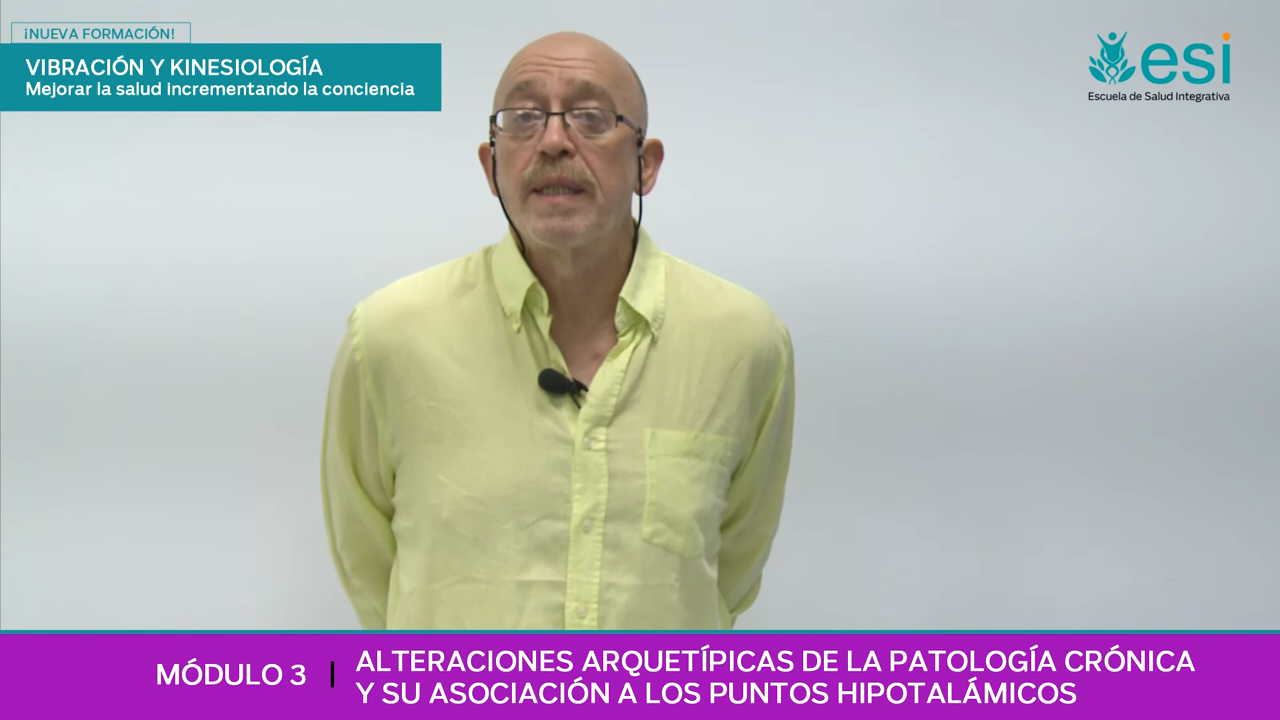 ¡NUEVA FORMACIÓN!
VIBRACIÓN Y KINESIOLOGÍA
Mejorar la salud incrementando la conciencia
esi
Escuela de Salud Integrativa
MÓDULO 3 | ALTERACIONES ARQUETÍPICAS DE LA PATOLOGÍA CRÓNICA
Y SU ASOCIACIÓN A LOS PUNTOS HIPOTALÁMICOS